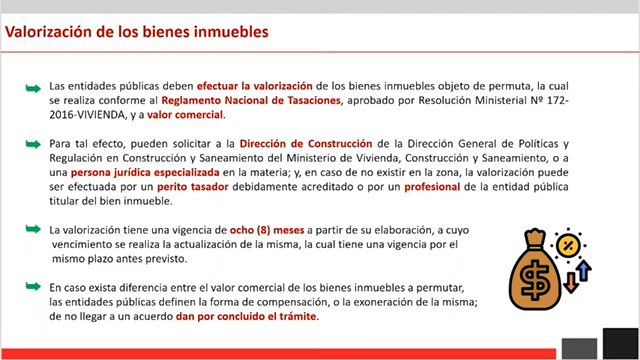 Valorización de los bienes inmuebles
Las entidades públicas deben efectuar la valorización de los bienes inmuebles objeto de permuta, la cual
se realiza conforme al Reglamento Nacional de Tasaciones, aprobado por Resolución Ministerial Nº 172-
2016-VIVIENDA, y a valor comercial.
Para tal efecto, pueden solicitar a la Dirección de Construcción de la Dirección General de Políticas y
Regulación en Construcción y Saneamiento del Ministerio de Vivienda, Construcción y Saneamiento, o a
una persona jurídica especializada en la materia; y, en caso de no existir en la zona, la valorización puede
ser efectuada por un perito tasador debidamente acreditado o por un profesional de la entidad pública
titular del bien inmueble.
La valorización tiene una vigencia de ocho (8) meses a partir de su elaboración, a cuyo
vencimiento se realiza la actualización de la misma, la cual tiene una vigencia por el
mismo plazo antes previsto.
En caso exista diferencia entre el valor comercial de los bienes inmuebles a permutar,
las entidades públicas definen la forma de compensación, o la exoneración de la misma;
de no llegar a un acuerdo dan por concluido el trámite.